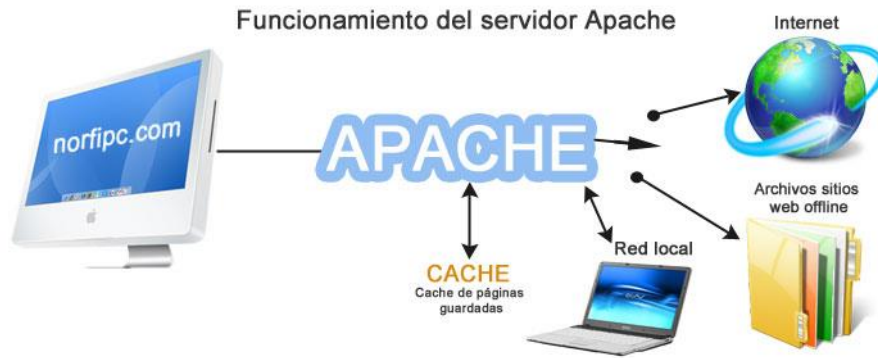 Funcionamiento del servidor Apache
Internet
norfipc.com
APACHE
Archivos sitios
web offline
Red local
CACHE
Cache de páginas
guardadas